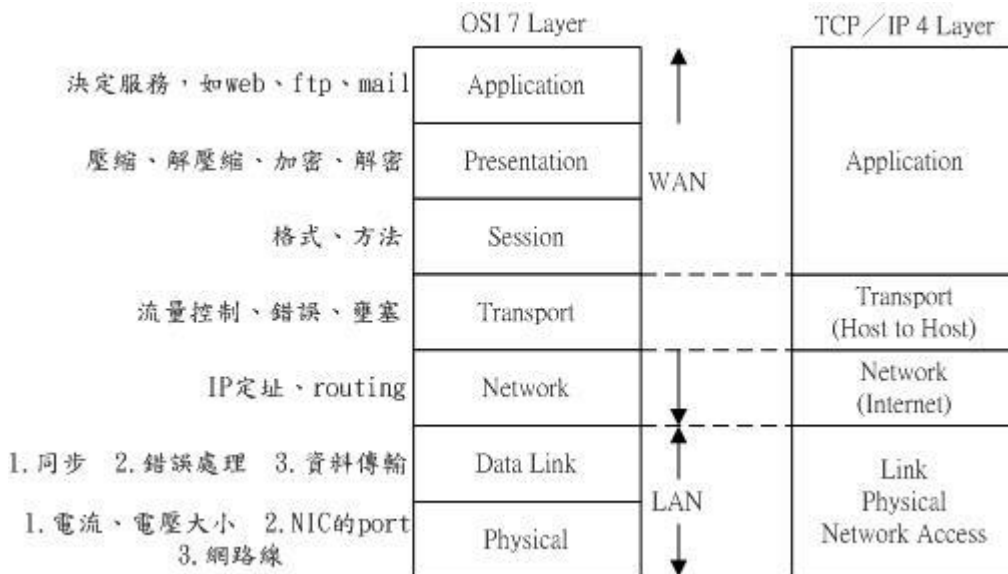 OSI 7 Layer
TCP／IP 4 Layer
決定服務，如web、ftp、mail
Application
壓縮、解壓縮、加密、解密
Presentation
WAN
Application
格式、方法
Session
流量控制、錯誤、壅塞
Transport
Transport
(Host to Host)
IP定址、routing
Network
Network
(Internet)
1.同步 2.錯誤處理 3.資料傳輸
Data Link
LAN
Link
Physical
Network Access
1.電流、電壓大小 2.NIC的port
3.網路線
Physical